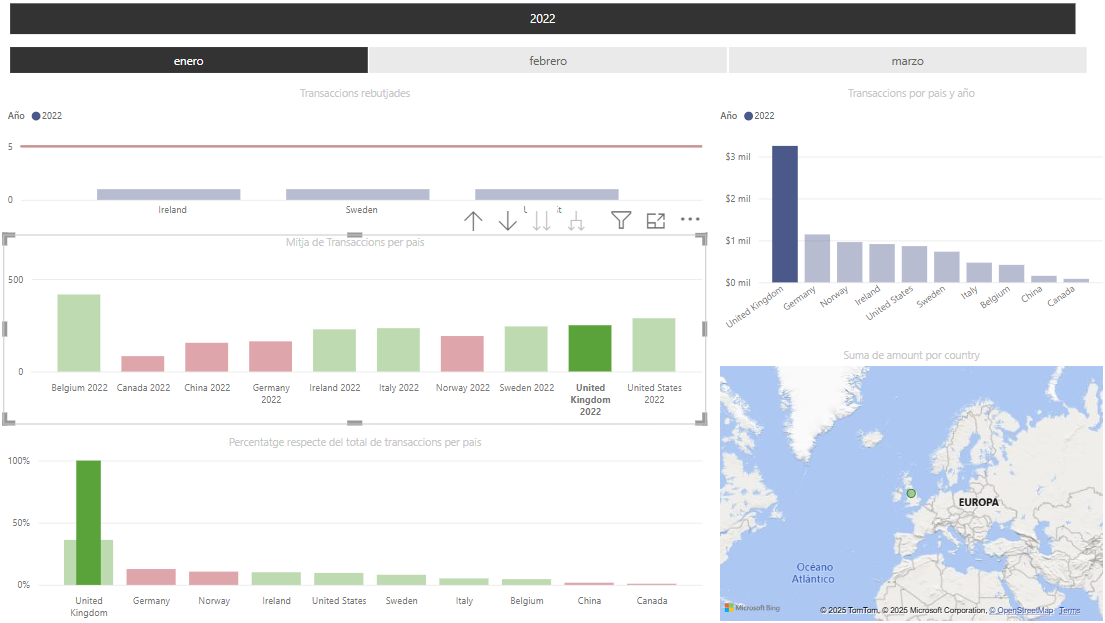 2022
enero
febrero
marzo
Transaccions rebutjades
Año 2022
5
0
Ireland
Sweden
Mitja de Transaccions per pais
500
0
Belgium 2022
Canada 2022
China 2022
Germany
2022
Ireland 2022
Italy 2022
Norway 2022
Sweden 2022
United
Kingdom
2022
United States
2022
Percentatge respecte del total de transaccions per país
100%
50%
0%
United
Kingdom
Germany
Norway
Ireland
United States
Sweden
Italy
Belgium
China
Canada
Transaccions por pais y año
Año 2022
$3 mil
$2 mil
$1 mil
$0 mil
United Kingdom
Germany
Norway
Ireland
United States
Sweden
Italy
Belgium
China
Canada
Suma de amount por country
EUROPA
Océano
Atlántico
Microsoft Bing
© 2025 TomTom, © 2025 Microsoft Corporation, © OpenStreetMap Terms